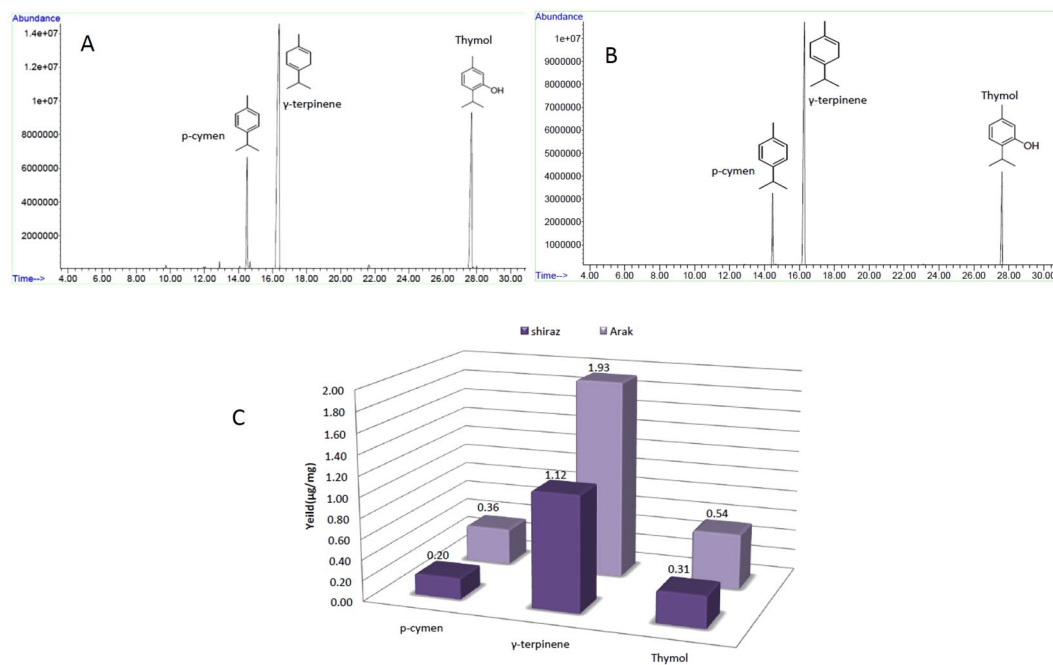 Abundance
A
1.4e+07
1.2e+07
1e+07
8000000
6000000
4000000
2000000
Time-->
4.00 6.00 8.00 10.00 12.00 14.00 16.00 18.00 20.00 22.00 24.00 26.00 28.00 30.00
p-cymen
γ-terpinene
Thymol
OH
Abundance
B
1e+07
9000000
8000000
7000000
6000000
5000000
4000000
3000000
2000000
1000000
Time-->
4.00 6.00 8.00 10.00 12.00 14.00 16.00 18.00 20.00 22.00 24.00 26.00 28.00 30.0
p-cymen
γ-terpinene
Thymol
OH
C
shiraz Arak
Yeild(µg/mg)
2.00
1.80
1.60
1.40
1.20
1.00
0.80
0.60
0.40
0.20
0.00
0.36 1.93 0.54
0.20 1.12 0.31
p-cymen
γ-terpinene
Thymol